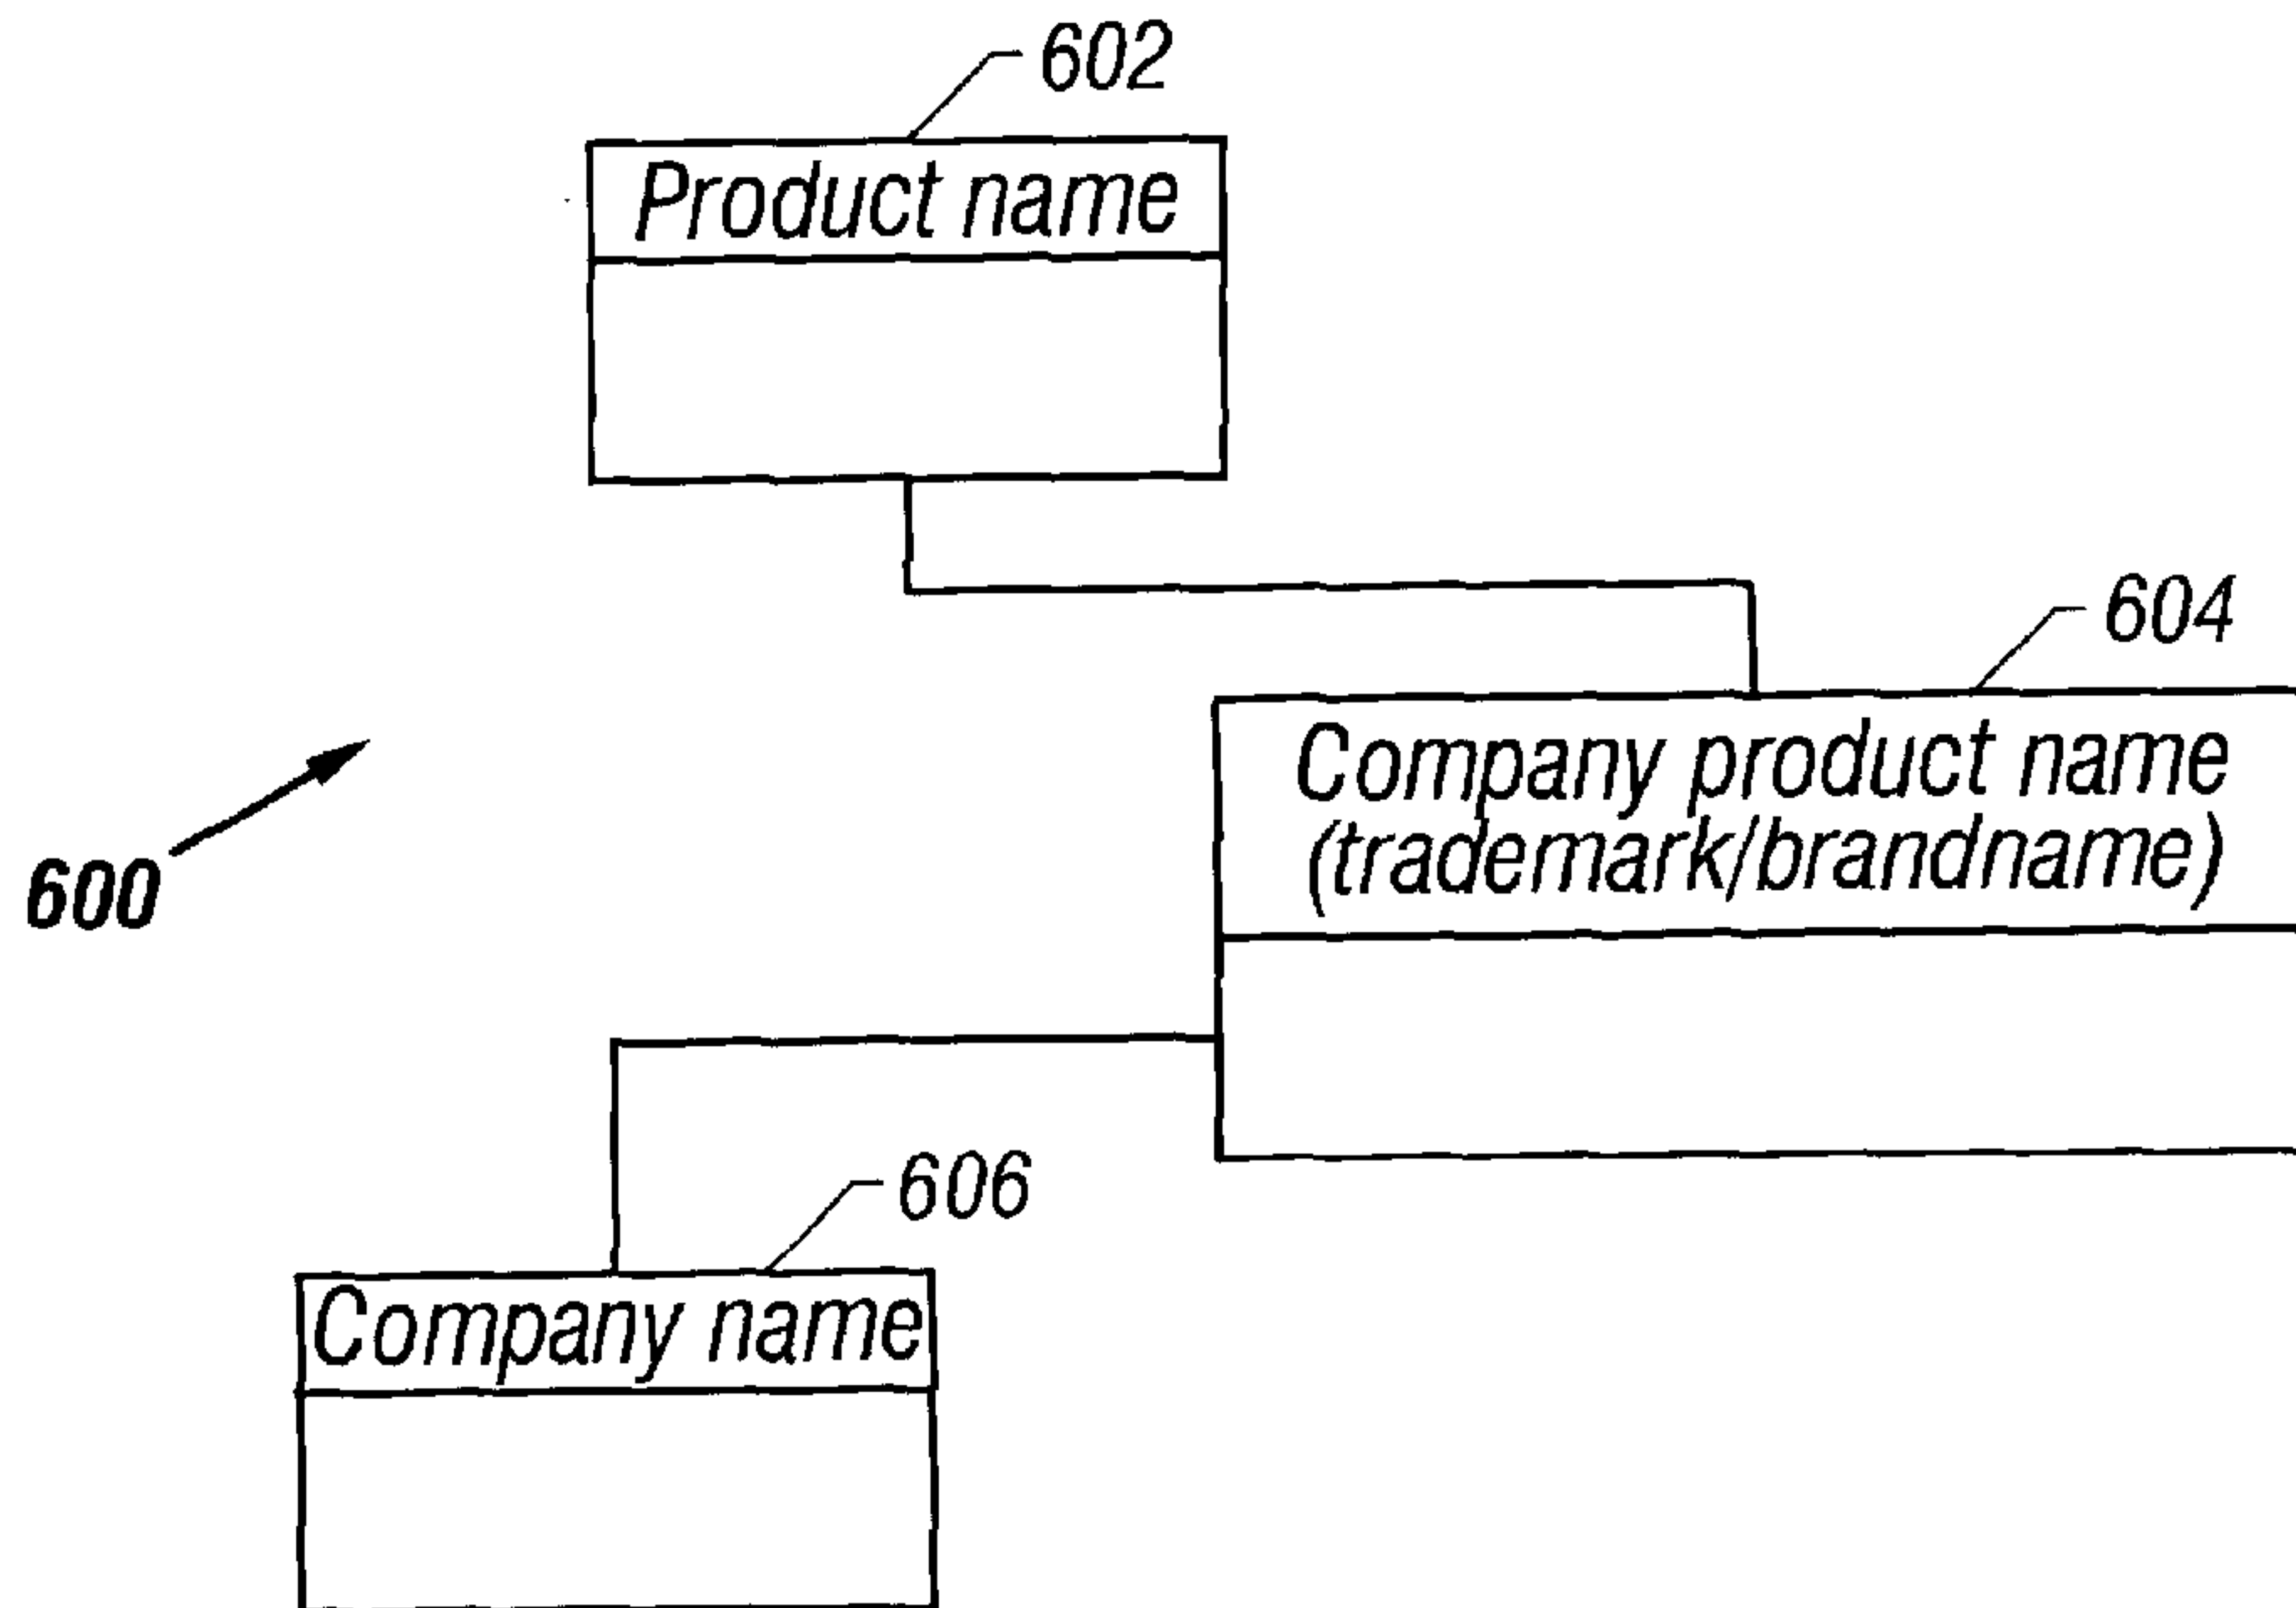 602
Product name
604
Company product name
(trademark/brandname)
600
606
Company name